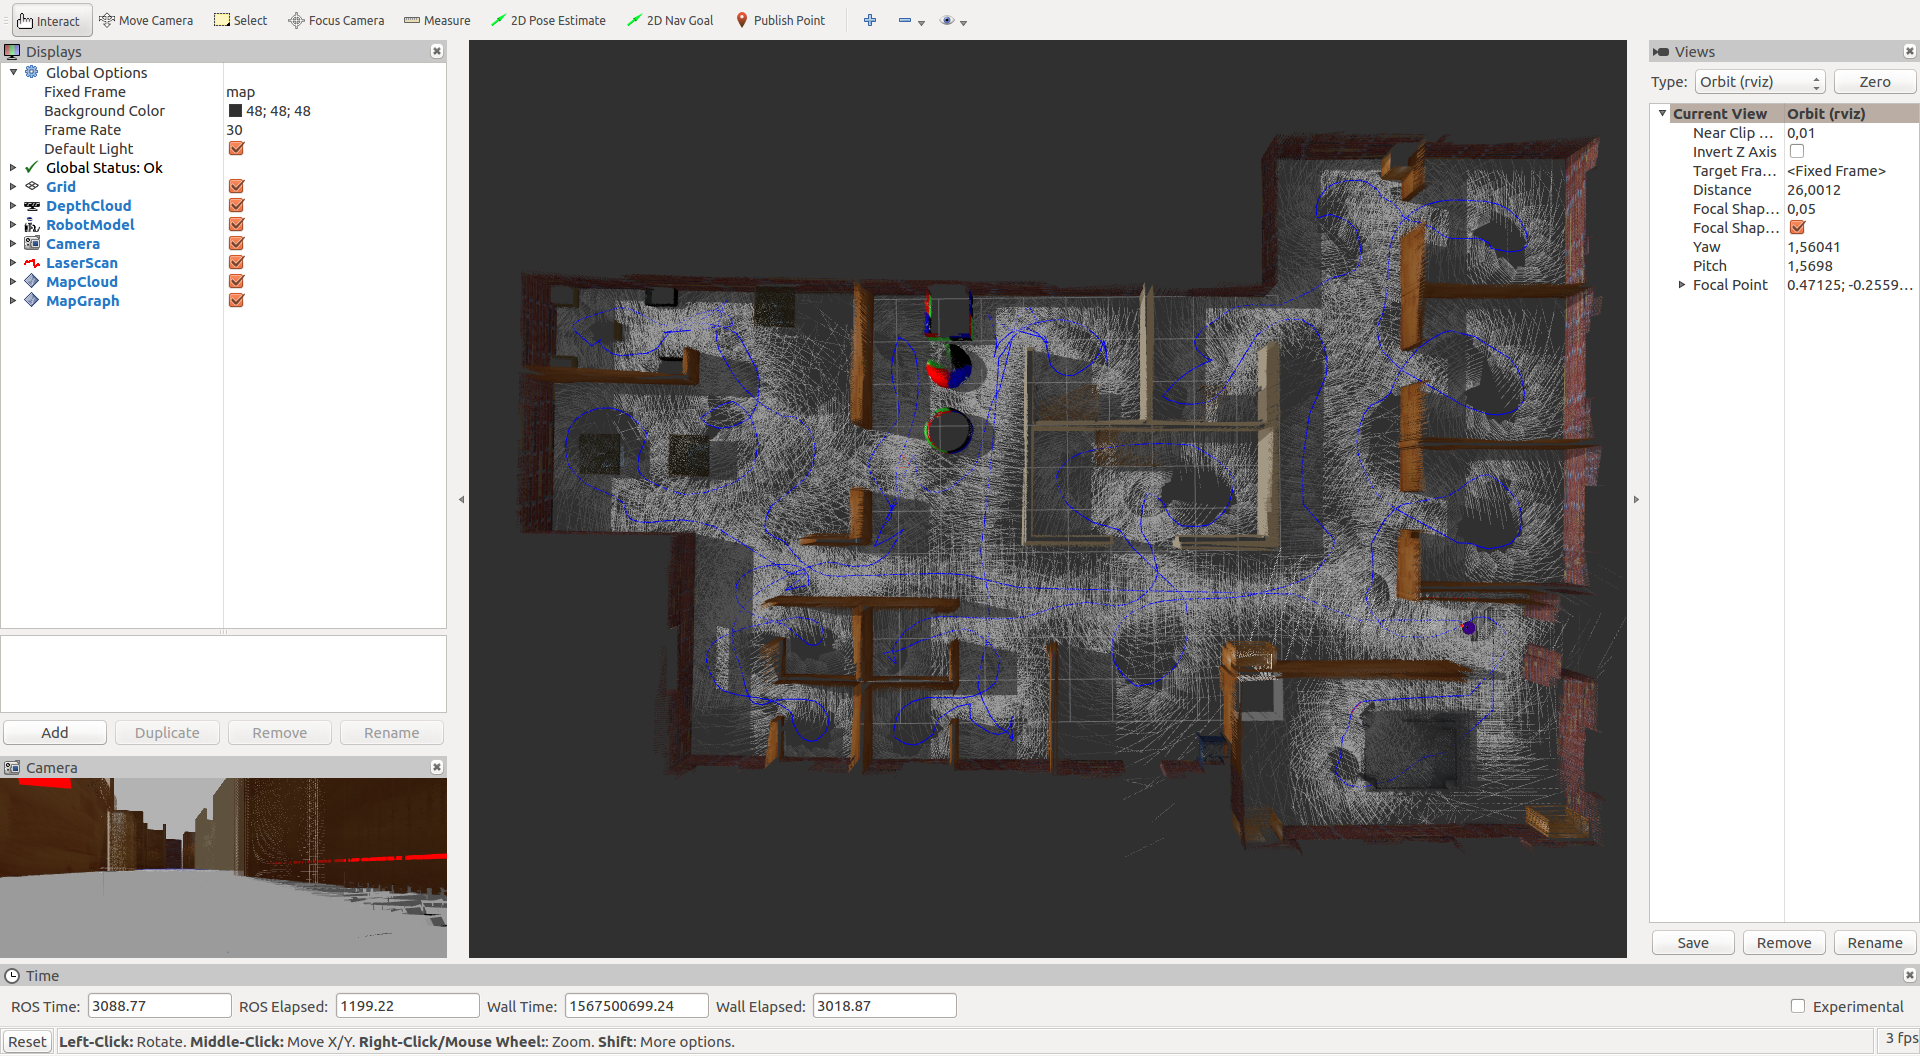 Interact Move Camera Select Focus Camera Measure 2D Pose Estimate 2D Nav Goal Publish Point
Displays
Global Options
Fixed Frame map
Background Color 48; 48; 48
Frame Rate 30
Default Light
Global Status: Ok
Grid
DepthCloud
RobotModel
Camera
LaserScan
MapCloud
MapGraph
Add Duplicate Remove Rename
Camera
Views
Type: Orbit (rviz) Zero
Current View Orbit (rviz)
Near Clip ... 0,01
Invert Z Axis
Target Fra... <Fixed Frame>
Distance 26,0012
Focal Shap... 0,05
Focal Shap...
Yaw 1,56041
Pitch 1,5698
Focal Point 0.47125; -0.2559...
Save Remove Rename
Time
ROS Time: 3088.77 ROS Elapsed: 1199.22 Wall Time: 1567500699.24 Wall Elapsed: 3018.87 Experimental
Reset Left-Click: Rotate. Middle-Click: Move X/Y. Right-Click/Mouse Wheel:: Zoom. Shift: More options. 3 fps